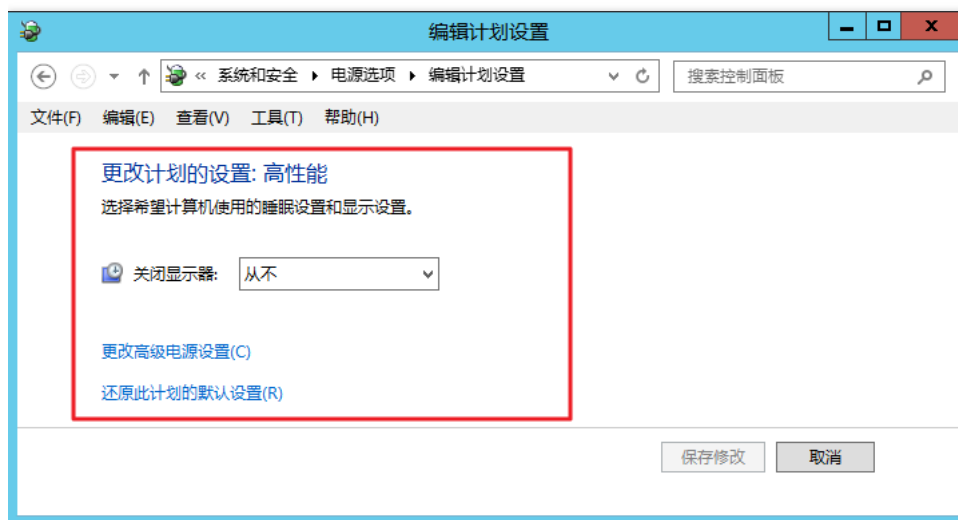 编辑计划设置
« 系统和安全 ▸ 电源选项 ▸ 编辑计划设置 搜索控制面板
文件(F) 编辑(E) 查看(V) 工具(T) 帮助(H)
更改计划的设置: 高性能
选择希望计算机使用的睡眠设置和显示设置。
关闭显示器: 从不
更改高级电源设置(C)
还原此计划的默认设置(R)
保存修改 取消